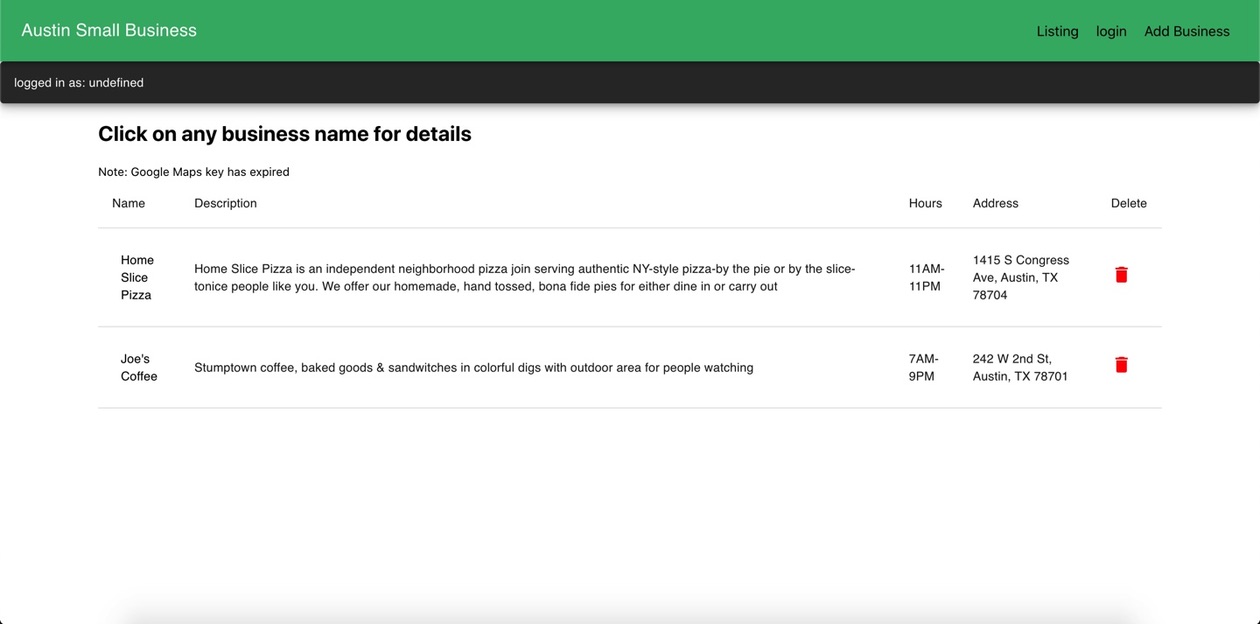 Austin Small Business
Listing login Add Business
logged in as: undefined
Click on any business name for details
Note: Google Maps key has expired
Name Description Hours Address Delete
Home
Slice
Pizza
Home Slice Pizza is an independent neighborhood pizza join serving authentic NY-style pizza-by the pie or by the slice-
tonice people like you. We offer our homemade, hand tossed, bona fide pies for either dine in or carry out
11AM-
11PM
1415 S Congress
Ave, Austin, TX
78704
Joe's
Coffee
Stumptown coffee, baked goods & sandwitches in colorful digs with outdoor area for people watching
7AM-
9PM
242 W 2nd St,
Austin, TX 78701